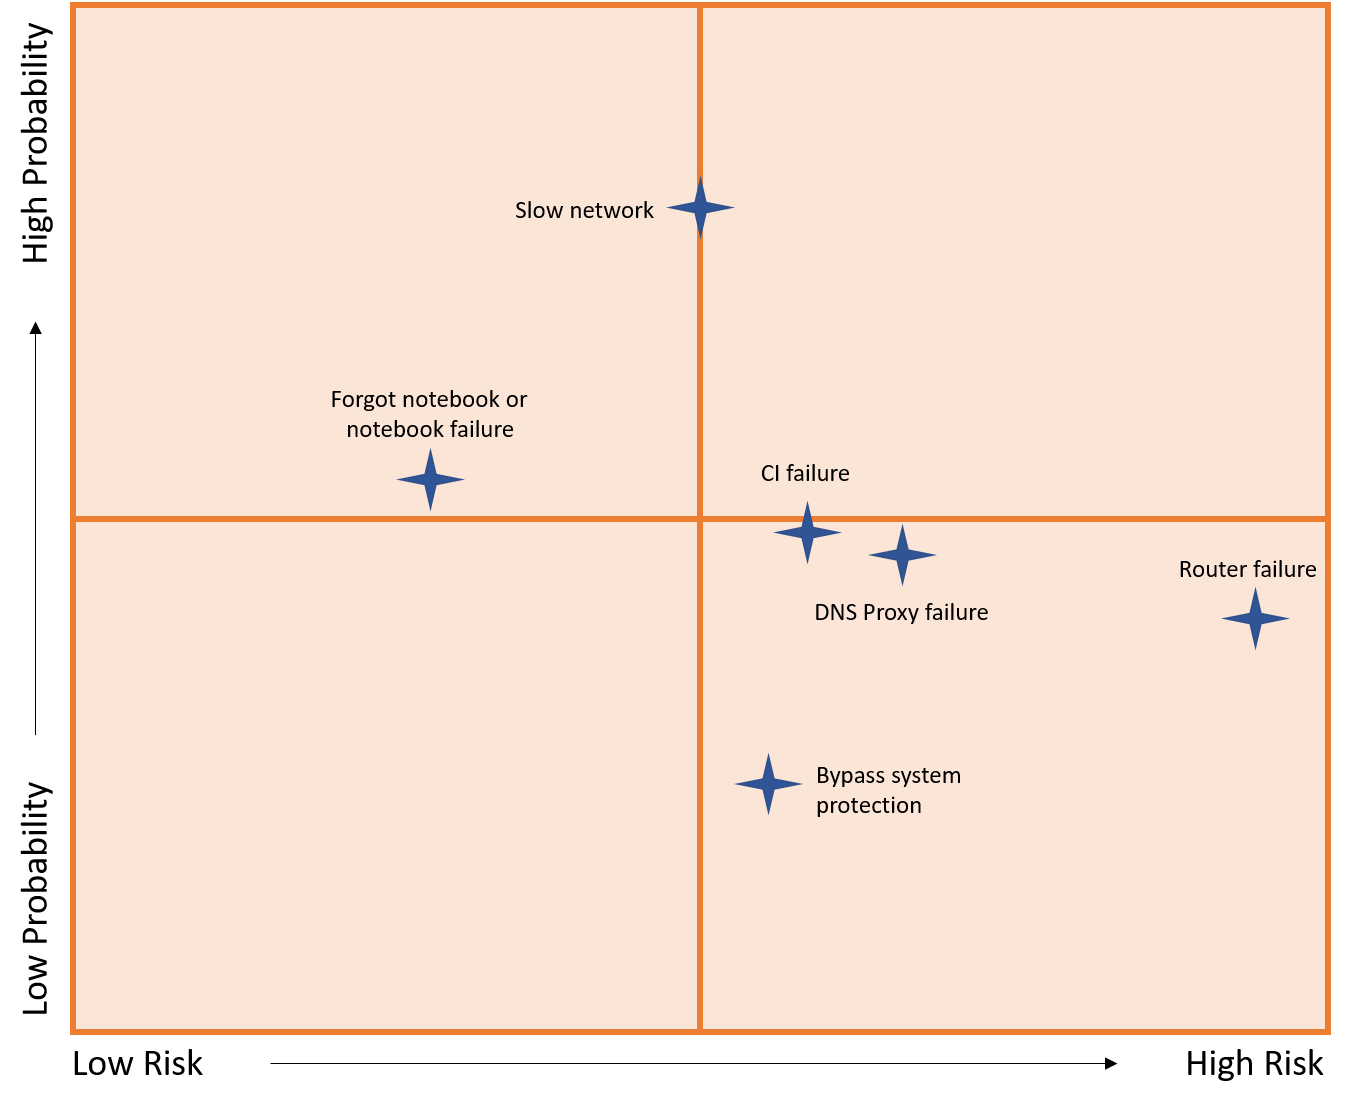 High Probability
Slow network
Forgot notebook or
notebook failure
CI failure
Router failure
DNS Proxy failure
Bypass system
protection
Low Probability
Low Risk
High Risk